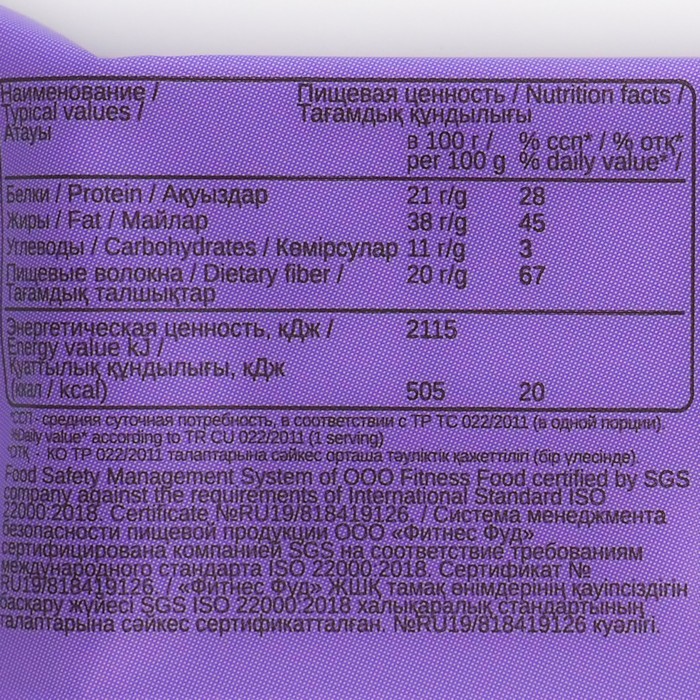 Наименование / Пищевая ценность / Nutrition facts /
Typical values / Тағамдық құндылығы
Атауы
в 100 г / % ссп* / % отқ*
per 100 g % daily value* /
Белки / Protein / Ақуыздар 21 г/g 28
Жиры / Fat / Майлар 38 г/g 45
Углеводы / Carbohydrates / Көмірсулар 11 г/g 3
Пищевые волокна / Dietary fiber / 20 г/g 67
Тағамдық талшықтар
Энергетическая ценность, кДж / 2115
Energy value kJ /
Қуаттылық құндылығы, кДж
(ккал / kcal) 505 20
*ССП - средняя суточная потребность, в соответствии с ТР ТС 022/2011 (в одной порции).
%Daily value* according to TR CU 022/2011 (1 serving)
*ОТҚ - КО ТР 022/2011 талаптарына сәйкес орташа тәуліктік қажеттілігі (бір үлесінде).
Food Safety Management System of OOO Fitness Food certified by SGS
company against the requirements of International Standard ISO
22000:2018. Certificate №RU19/818419126. / Система менеджмента
безопасности пищевой продукции ООО «Фитнес Фуд»
сертифицирована компанией SGS на соответствие требованиям
международного стандарта ISO 22000:2018. Сертификат №
RU19/818419126. / «Фитнес Фуд» ЖШҚ тамақ өнімдерінің қауіпсіздігін
басқару жүйесі SGS ISO 22000:2018 халықаралық стандартының
талаптарына сәйкес сертификатталған. №RU19/818419126 куәлігі.